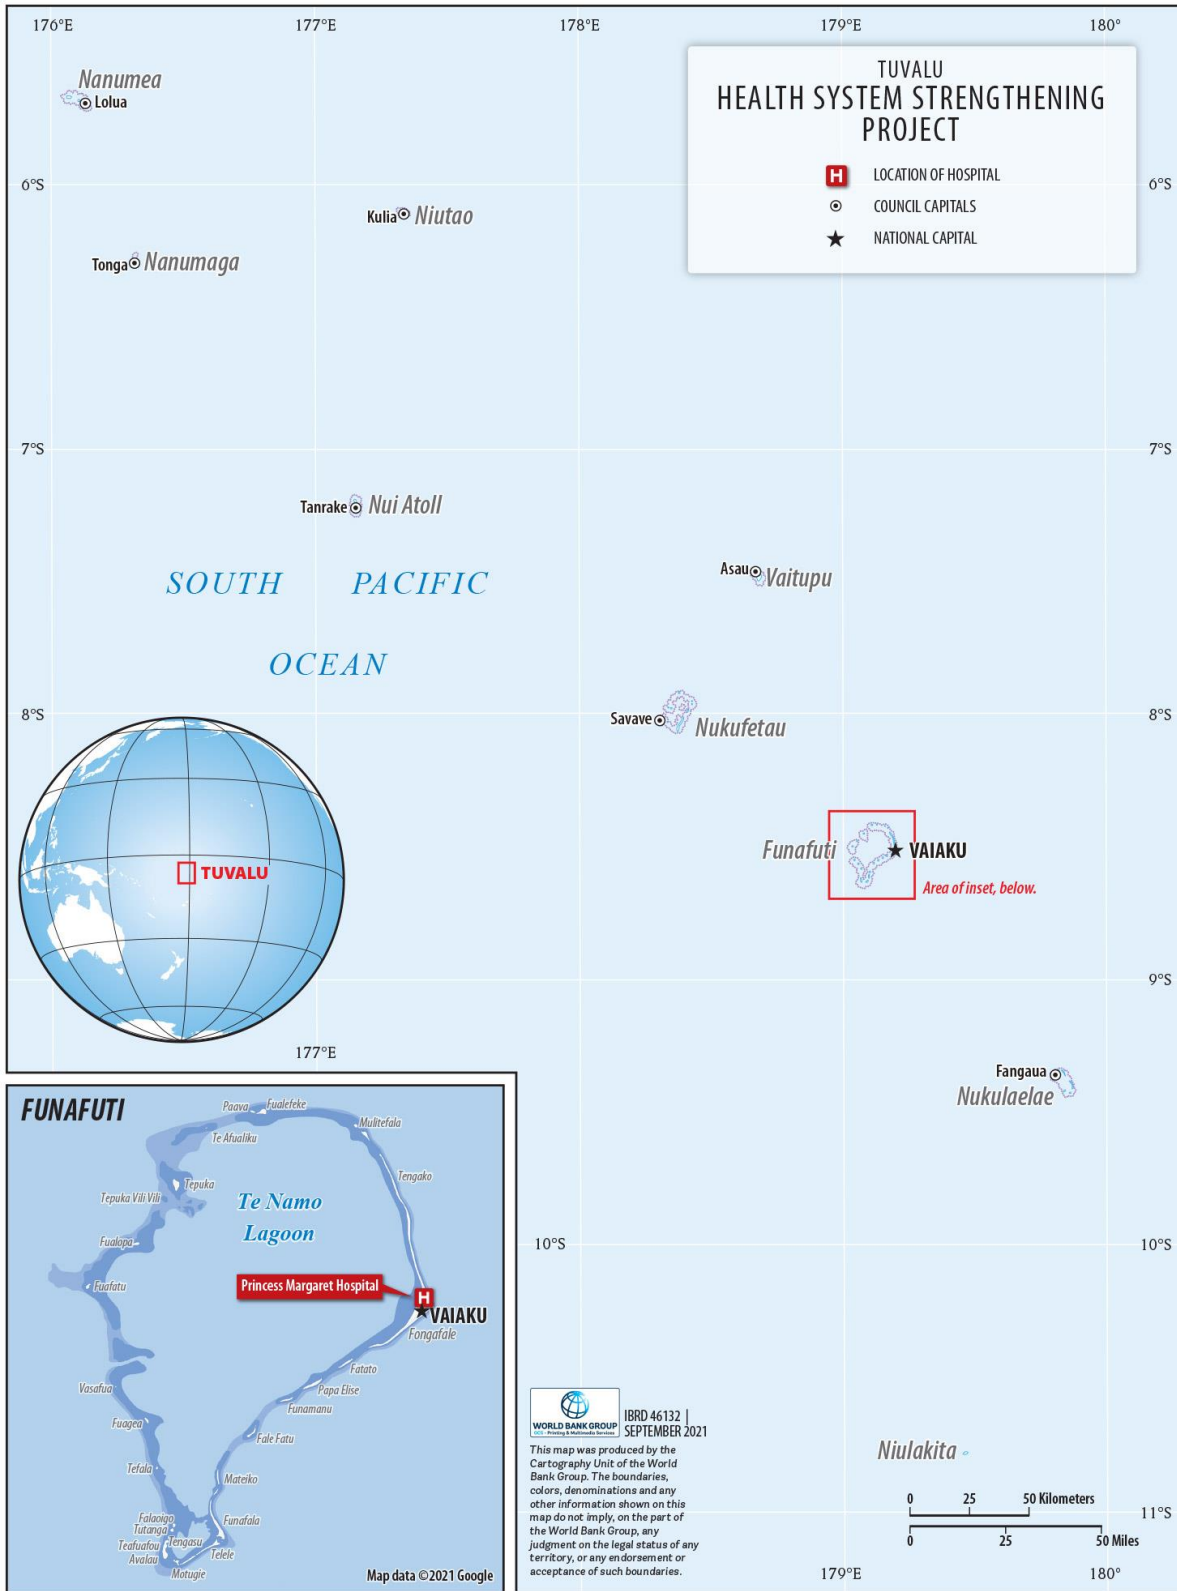 176°E
177°E
178°E
179°E
180°
TUVALU
HEALTH SYSTEM STRENGTHENING
PROJECT
H LOCATION OF HOSPITAL
COUNCIL CAPITALS
NATIONAL CAPITAL
Nanumea
Lolua
6°S
6°S
Kulia
Niutao
Tonga
Nanumaga
7°S
7°S
Tanrake
Nui Atoll
Asau
Vaitupu
SOUTH PACIFIC
OCEAN
8°S
8°S
Savave
Nukufetau
Funafuti
VAIAKU
Area of inset, below.
TUVALU
9°S
177°E
Fangaua
Nukulaelae
10°S
10°S
Niulakita
11°S
179°E
180°
FUNAFUTI
Paava
Fualefeke
Te Afualiku
Mulitefala
Tengako
Tepuka
Tepuka Vili Vili
Te Namo
Lagoon
Fualopa
Fuafatu
Princess Margaret Hospital
H
VAIAKU
Fongafale
Fatato
Papa Elise
Funamanu
Vasafua
Fuagea
Fale Fatu
Tefala
Mateiko
Falaoigo
Tutanga
Funafala
Tengasu
Teafuafou
Avalau
Telele
Motugie
Map data ©2021 Google
WORLD BANK GROUP
GCS - Printing & Multimedia Services
IBRD 46132 |
SEPTEMBER 2021
This map was produced by the
Cartography Unit of the World
Bank Group. The boundaries,
colors, denominations and any
other information shown on this
map do not imply, on the part of
the World Bank Group, any
judgment on the legal status of any
territory, or any endorsement or
acceptance of such boundaries.
0 25 50 Kilometers
0 25 50 Miles